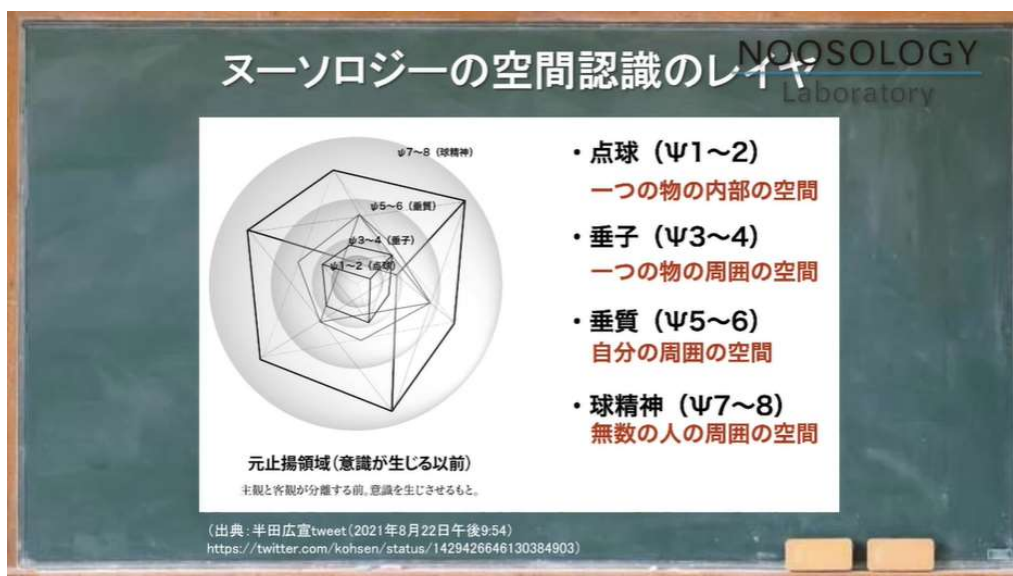 ヌーソロジーの空間認識のレイヤ
NOOSOLOGY
Laboratory
ψ7～8（球精神）
ψ5～6（垂質）
ψ3～4（垂子）
ψ1～2（点球）
元止揚領域（意識が生じる以前）
主観と客観が分離する前。意識を生じさせるもと。
・点球（Ψ1～2）
一つの物の内部の空間
・垂子（Ψ3～4）
一つの物の周囲の空間
・垂質（Ψ5～6）
自分の周囲の空間
・球精神（Ψ7～8）
無数の人の周囲の空間
（出典：半田広宣tweet（2021年8月22日午後9:54）
https://twitter.com/kohsen/status/1429426646130384903）